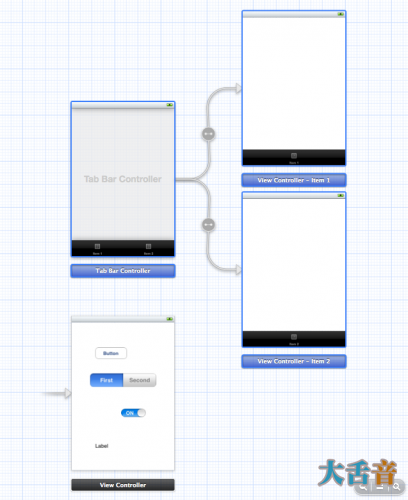 Tab Bar Controller
Item 1
Item 2
Tab Bar Controller
Item 1
View Controller – Item 1
Item 2
View Controller – Item 2
Button
First Second
ON
Label
View Controller
大舌音